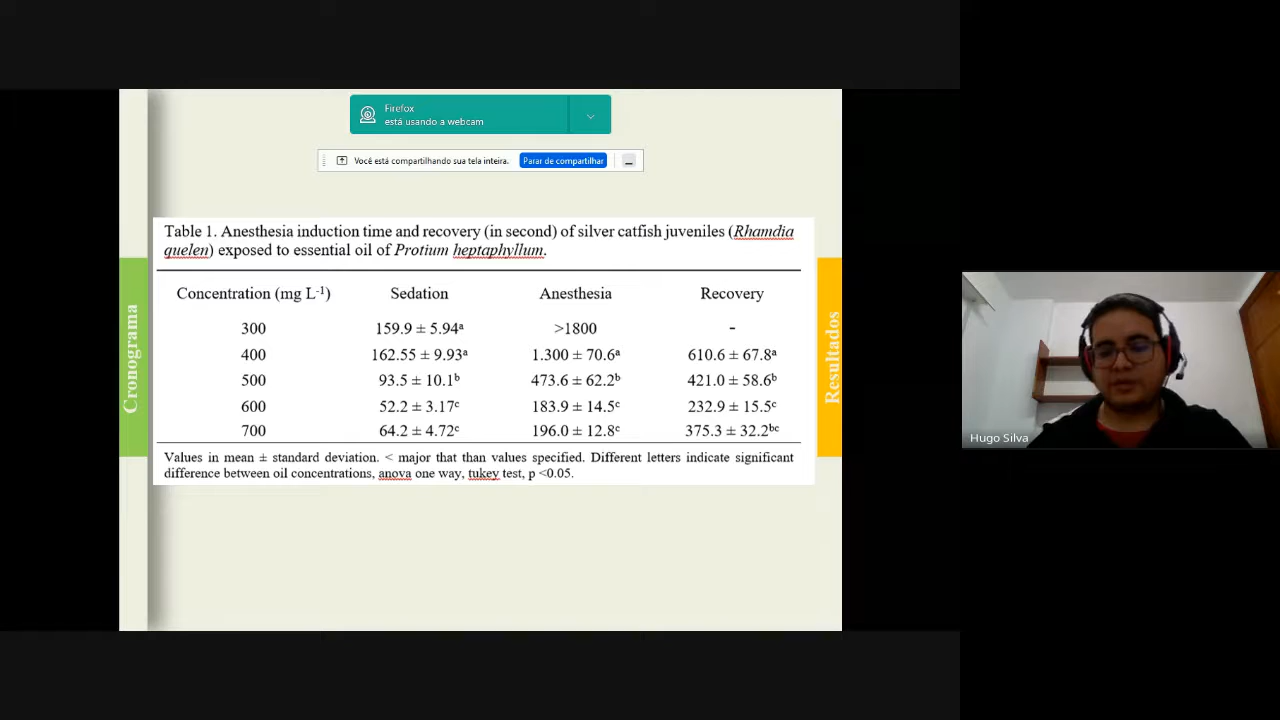 Firefox
está usando a webcam
Você está compartilhando sua tela inteira. Parar de compartilhar
Table 1. Anesthesia induction time and recovery (in second) of silver catfish juveniles (Rhamdia
quelen) exposed to essential oil of Protium heptaphyllum.
Concentration (mg L⁻¹) Sedation Anesthesia Recovery
300 159.9 ± 5.94ᵃ >1800 -
400 162.55 ± 9.93ᵃ 1.300 ± 70.6ᵃ 610.6 ± 67.8ᵃ
500 93.5 ± 10.1ᵇ 473.6 ± 62.2ᵇ 421.0 ± 58.6ᵇ
600 52.2 ± 3.17ᶜ 183.9 ± 14.5ᶜ 232.9 ± 15.5ᶜ
700 64.2 ± 4.72ᶜ 196.0 ± 12.8ᶜ 375.3 ± 32.2ᵇᶜ
Values in mean ± standard deviation. < major that than values specified. Different letters indicate significant
difference between oil concentrations, anova one way, tukey test, p <0.05.
Cronograma
Resultados
Hugo Silva